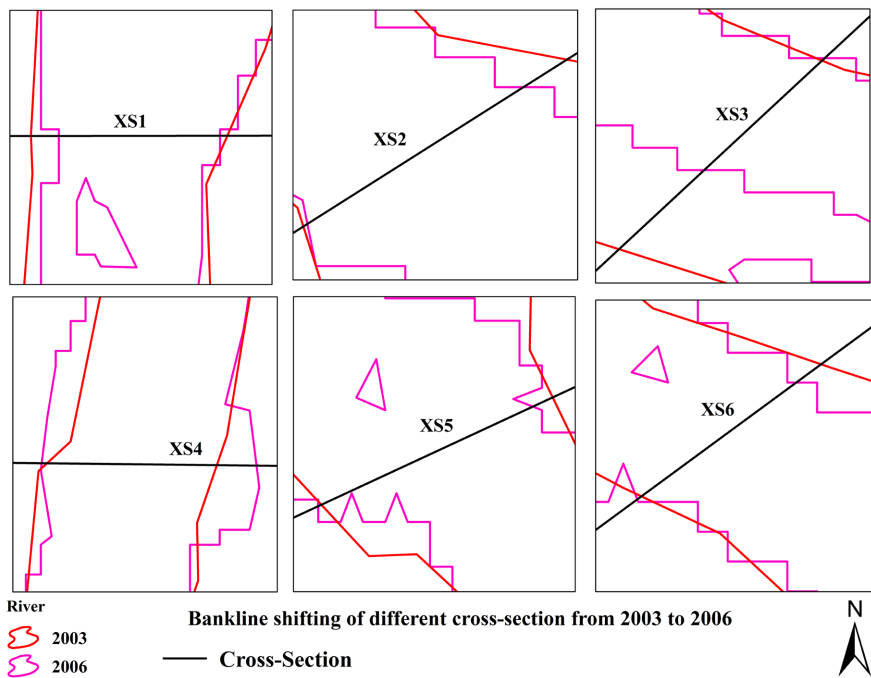 XS1
XS2
XS3
XS4
XS5
XS6
River
2003
2006
Bankline shifting of different cross-section from 2003 to 2006
Cross-Section
N